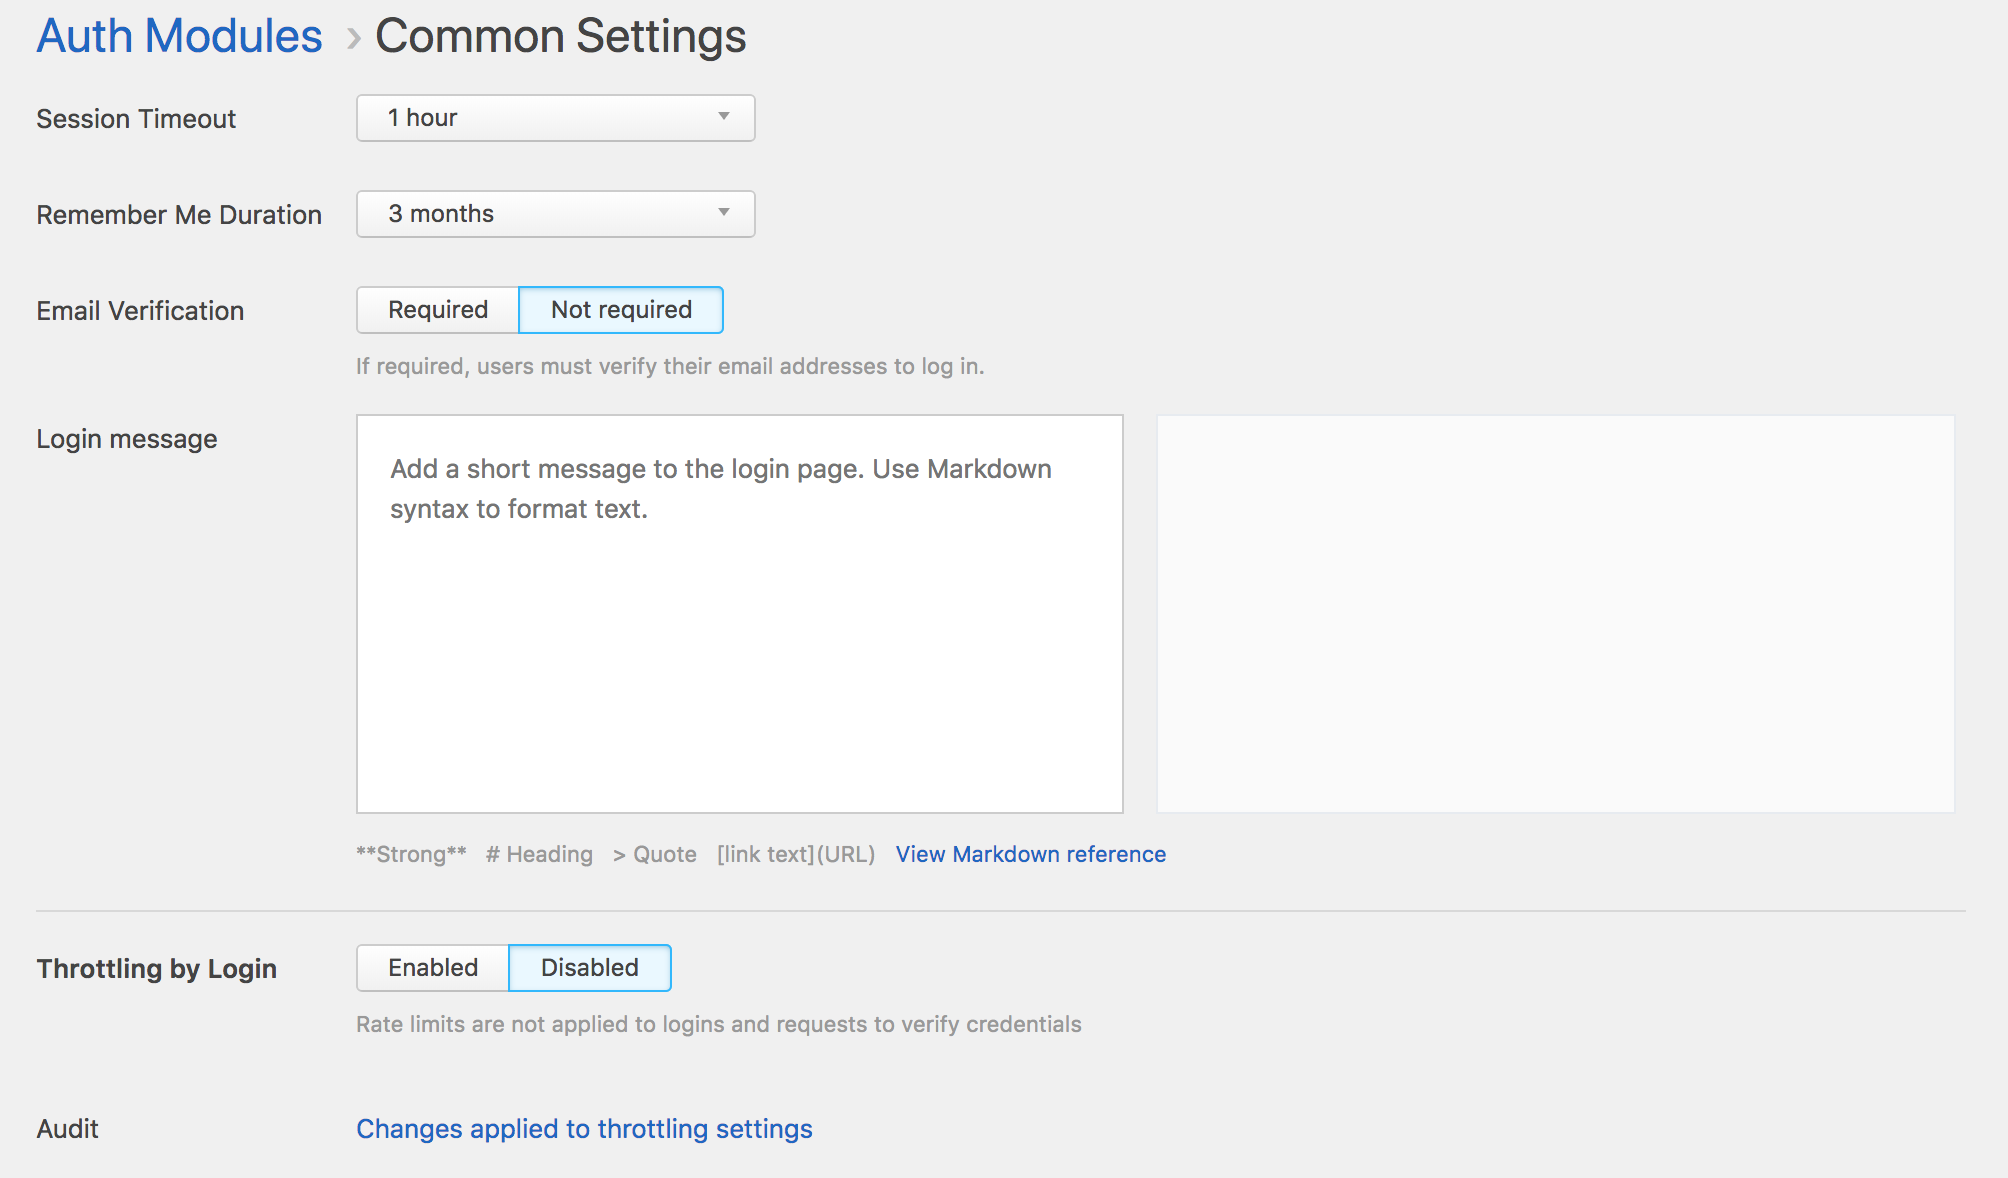 Auth Modules › Common Settings
Session Timeout 1 hour
Remember Me Duration 3 months
Email Verification Required Not required
If required, users must verify their email addresses to log in.
Login message
Add a short message to the login page. Use Markdown
syntax to format text.
**Strong** # Heading > Quote [link text](URL) View Markdown reference
Throttling by Login Enabled Disabled
Rate limits are not applied to logins and requests to verify credentials
Audit Changes applied to throttling settings